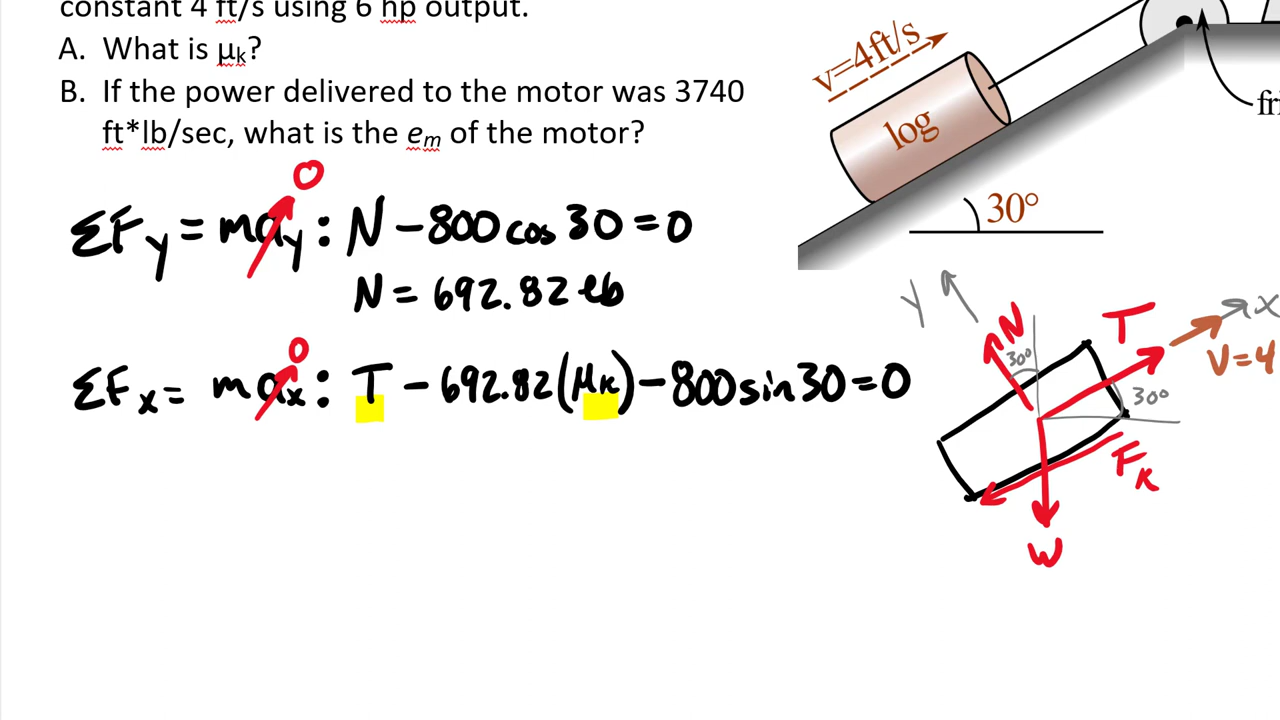 constant 4 ft/s using 6 hp output.
A. What is μk?
B. If the power delivered to the motor was 3740
ft*lb/sec, what is the em of the motor?
v=4ft/s
log
30°
fri
ΣFy = may: N - 800 cos 30 = 0
0
N = 692.82 lb
ΣFx = max: T - 692.82(μk) - 800 sin 30 = 0
0
Y
N
30°
T
X
V=4
30°
Fk
W